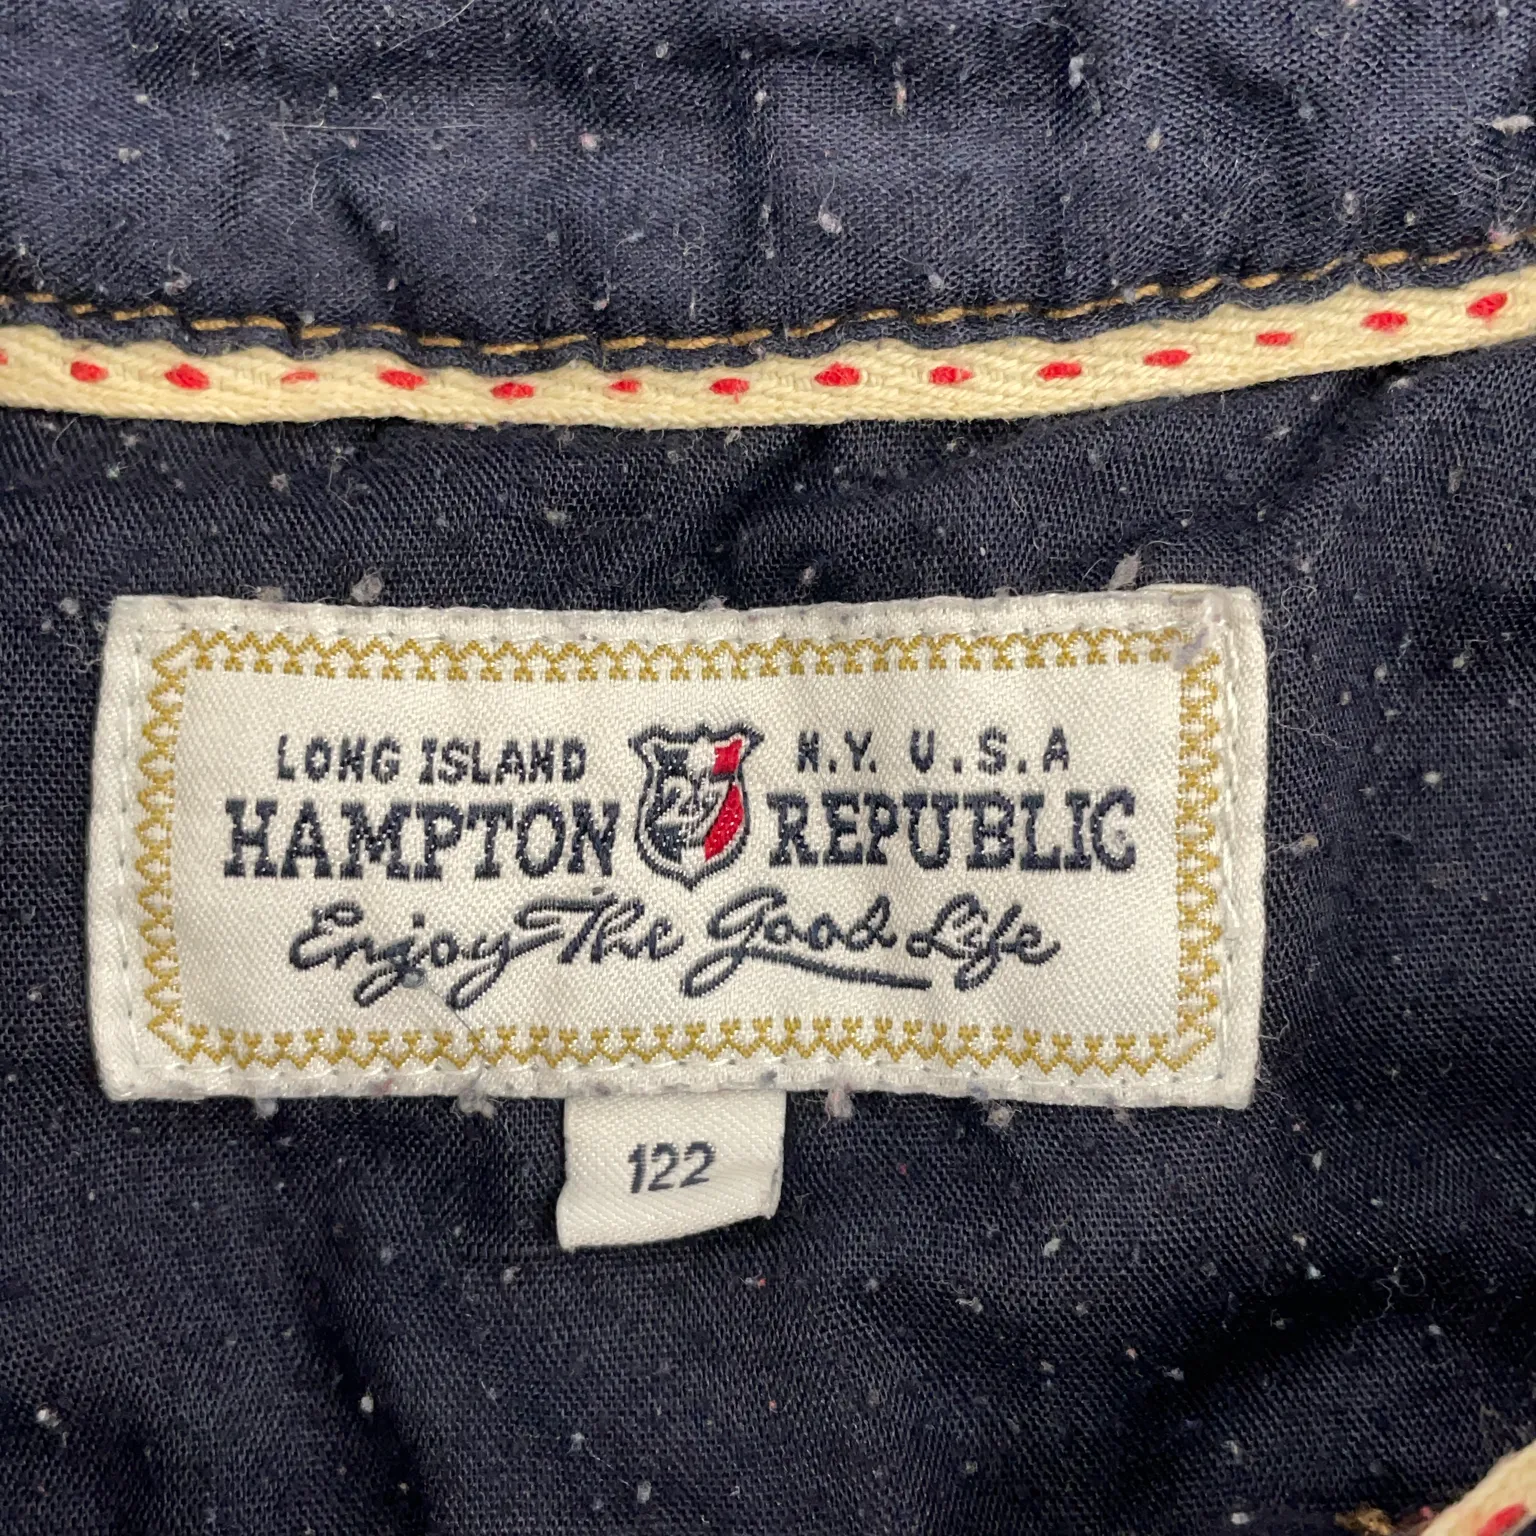 LONG ISLAND N.Y. U.S.A
HAMPTON REPUBLIC
Enjoy The Good Life
122